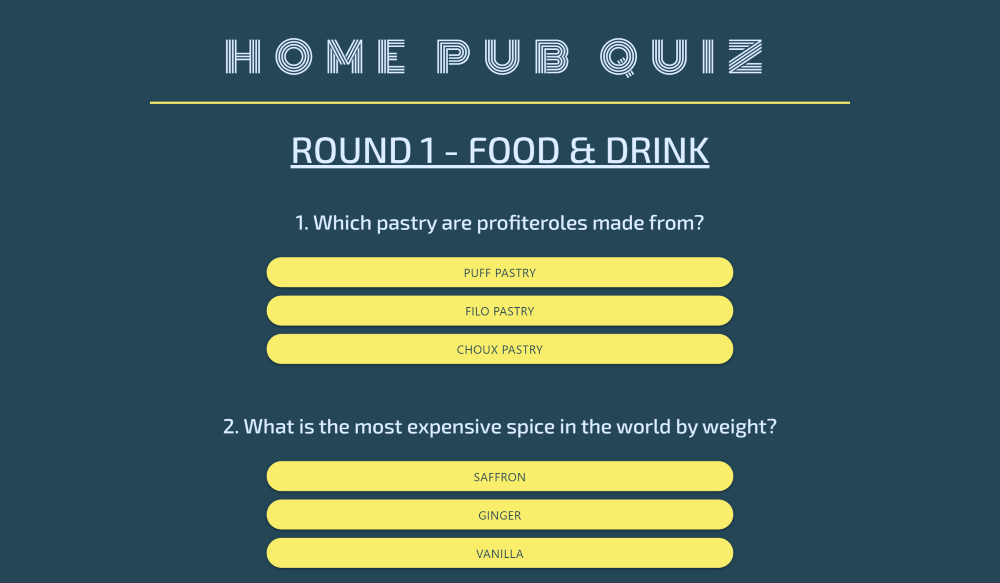 HOME PUB QUIZ
ROUND 1 - FOOD & DRINK
1. Which pastry are profiteroles made from?
PUFF PASTRY
FILO PASTRY
CHOUX PASTRY
2. What is the most expensive spice in the world by weight?
SAFFRON
GINGER
VANILLA